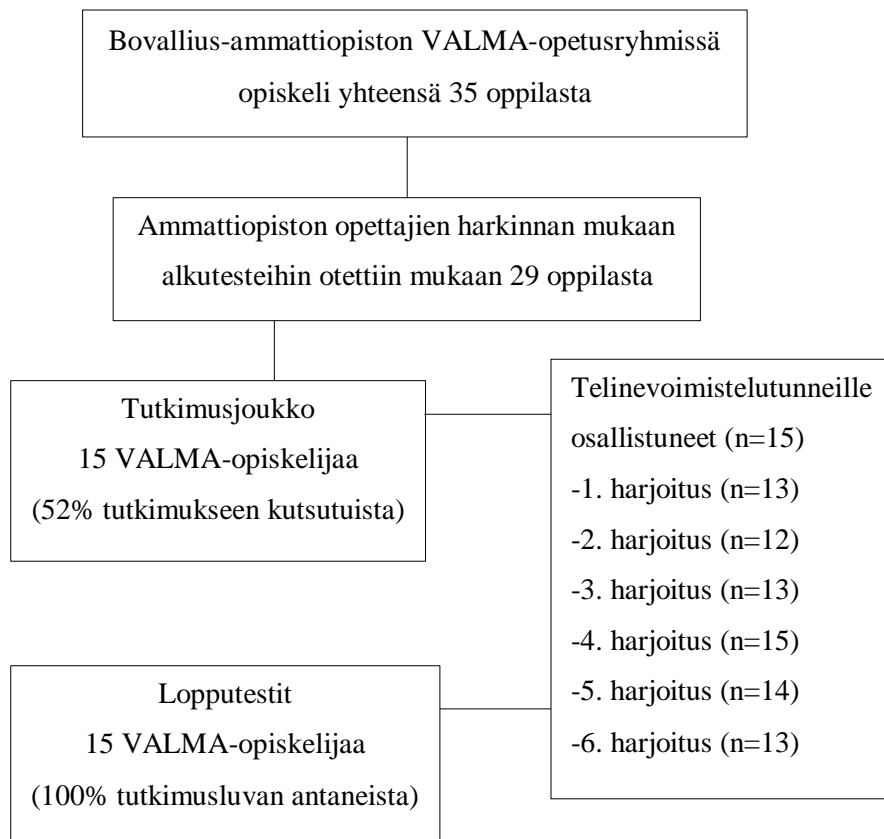 Bovallius-ammattiopiston VALMA-opetusryhmissä
opiskeli yhteensä 35 oppilasta
Ammattiopiston opettajien harkinnan mukaan
alkutesteihin otettiin mukaan 29 oppilasta
Tutkimusjoukko
15 VALMA-opiskelijaa
(52% tutkimukseen kutsutuista)
Telinevoimistelutunneille
osallistuneet (n=15)
-1. harjoitus (n=13)
-2. harjoitus (n=12)
-3. harjoitus (n=13)
-4. harjoitus (n=15)
-5. harjoitus (n=14)
-6. harjoitus (n=13)
Lopputestit
15 VALMA-opiskelijaa
(100% tutkimusluvan antaneista)